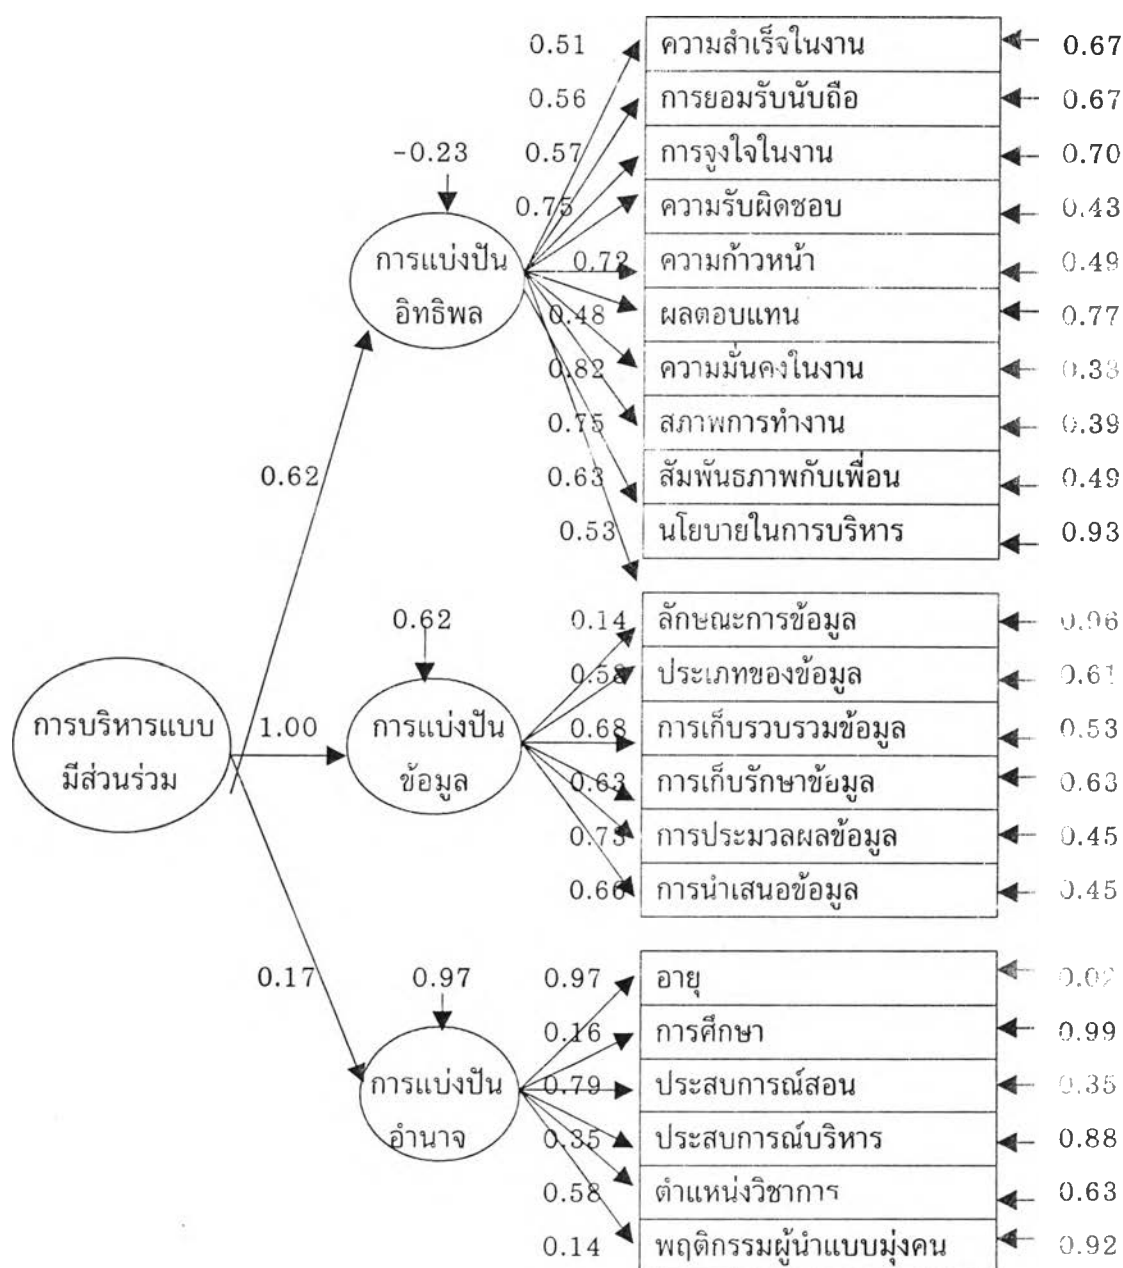 0.51 ความสำเร็จในงาน 0.67
0.56 การยอมรับนับถือ 0.67
-0.23 0.57 การจูงใจในงาน 0.70
0.75 ความรับผิดชอบ 0.43
การแบ่งปัน 0.72 ความก้าวหน้า 0.49
อิทธิพล 0.48 ผลตอบแทน 0.77
0.82 ความมั่นคงในงาน 0.33
0.75 สภาพการทำงาน 0.39
0.62 0.63 สัมพันธภาพกับเพื่อน 0.49
0.53 นโยบายในการบริหาร 0.93
0.62 0.14 ลักษณะการข้อมูล 0.96
0.58 ประเภทของข้อมูล 0.61
การบริหารแบบ 1.00 การแบ่งปัน 0.68 การเก็บรวบรวมข้อมูล 0.53
มีส่วนร่วม ข้อมูล 0.63 การเก็บรักษาข้อมูล 0.63
0.73 การประมวลผลข้อมูล 0.45
0.66 การนำเสนอข้อมูล 0.45
0.17 0.97 0.97 อายุ 0.02
0.16 การศึกษา 0.99
การแบ่งปัน 0.79 ประสบการณ์สอน 0.35
อำนาจ 0.35 ประสบการณ์บริหาร 0.88
0.58 ตำแหน่งวิชาการ 0.63
0.14 พฤติกรรมผู้นำแบบมุ่งคน 0.92